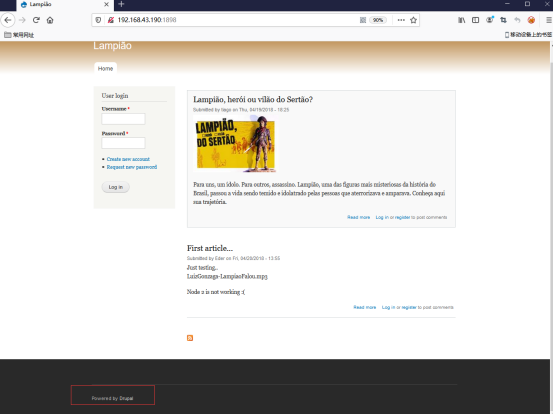 Lampião
192.168.43.190:1898
90%
常用网址
移动设备上的书签
Lampião
Home
User login
Username *
Password *
Create new account
Request new password
Log in
Lampião, herói ou vilão do Sertão?
Submitted by tiago on Thu, 04/19/2018 - 18:25
LAMPIÃO,
DO SERTÃO
Para uns, um idolo. Para outros, assassino. Lampião, uma das figuras mais misteriosas da história do
Brasil, passou a vida sendo temido e idolatrado pelas pessoas que aterrorizava e amparava. Conheça aqui
sua trajetória.
Read more Log in or register to post comments
First article...
Submitted by Eder on Fri, 04/20/2018 - 13:55
Just testing..
LuizGonzaga-LampiaoFalou.mp3
Node 2 is not working :(
Read more Log in or register to post comments
Powered by Drupal